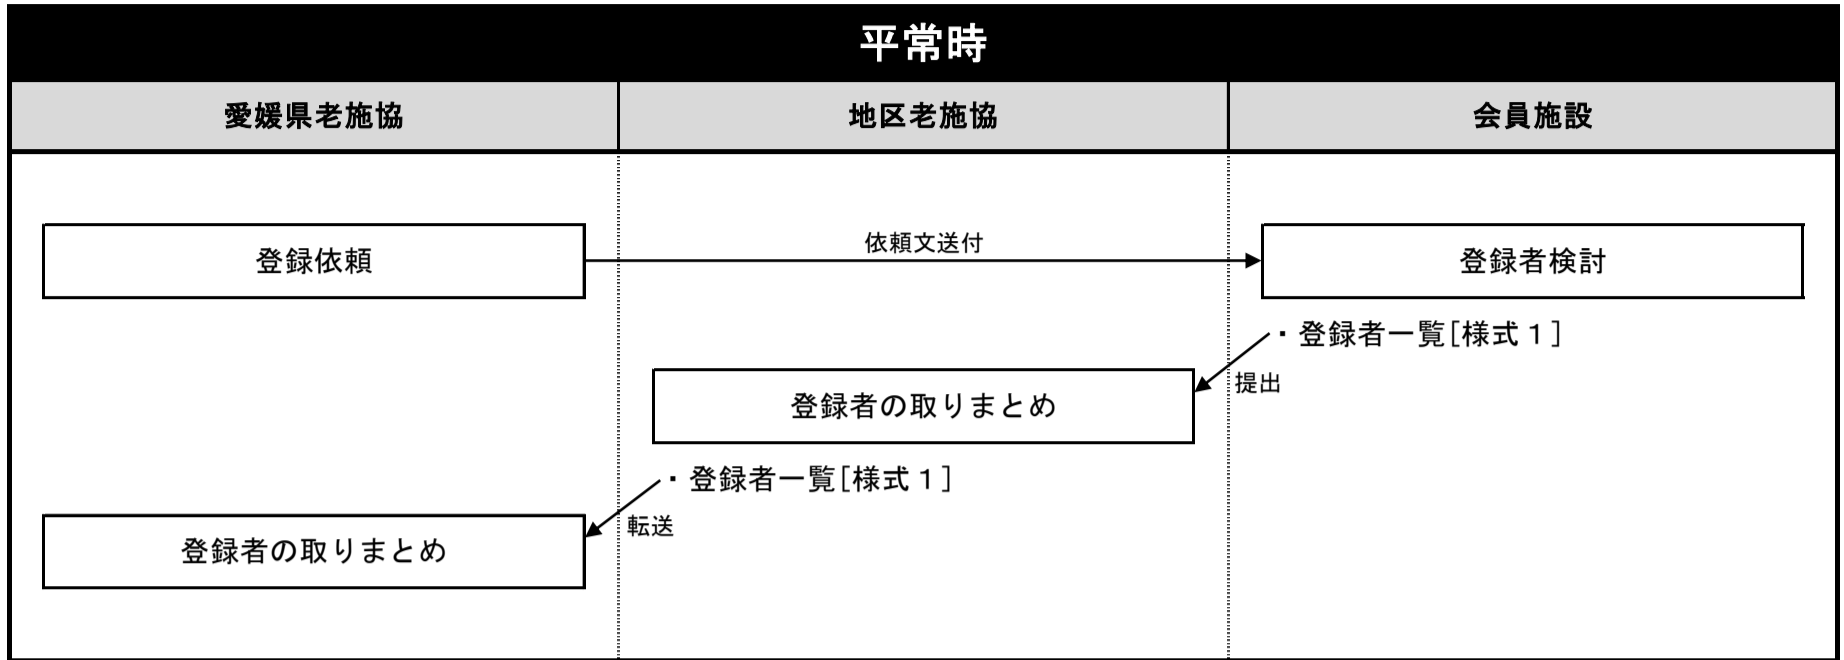 平常時
愛媛県老施協
地区老施協
会員施設
登録依頼
依頼文送付
登録者検討
・登録者一覧[様式１]
提出
登録者の取りまとめ
・登録者一覧[様式１]
転送
登録者の取りまとめ